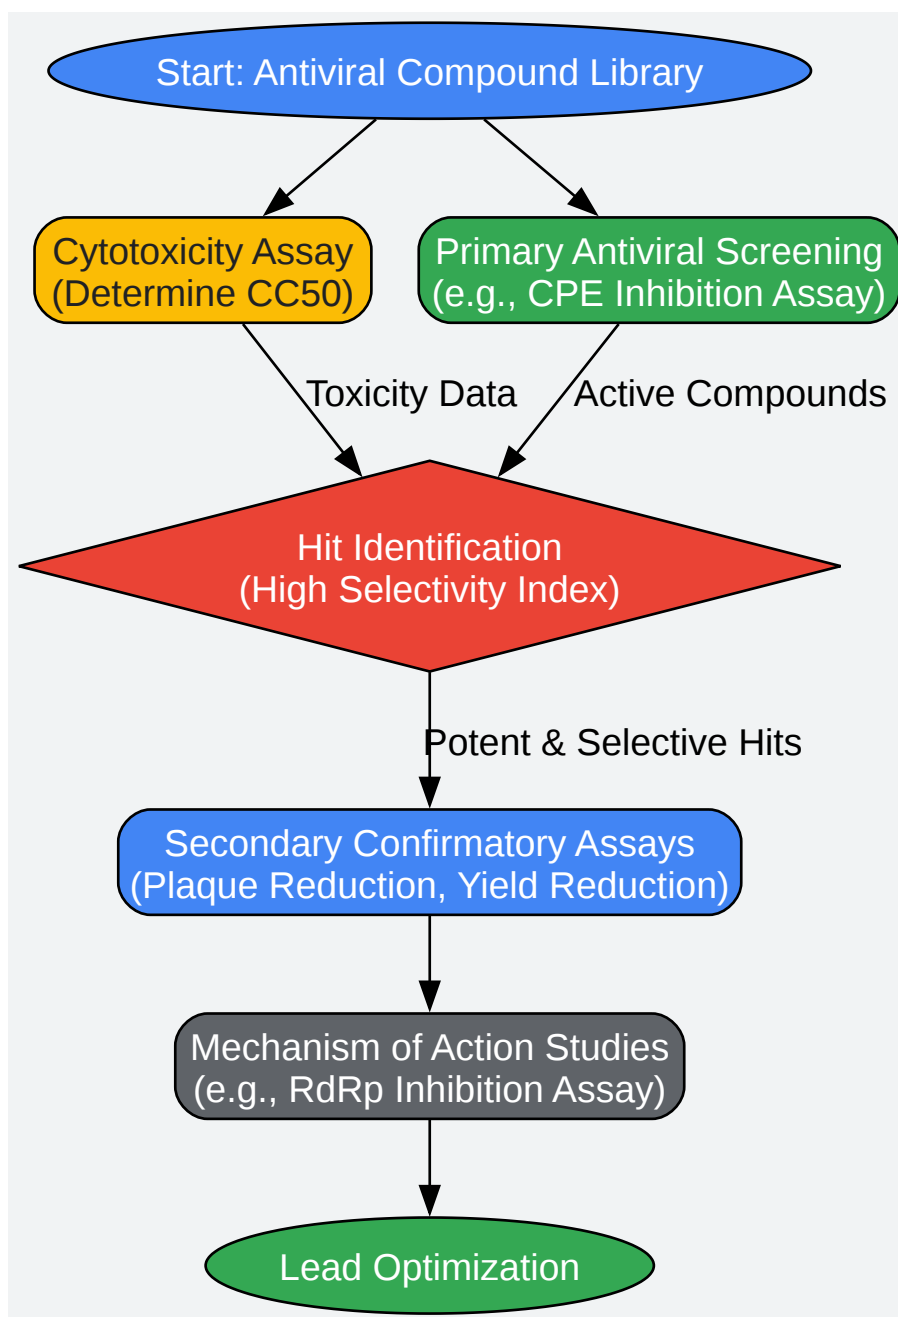 Start: Antiviral Compound Library
Cytotoxicity Assay
(Determine CC50)
Primary Antiviral Screening
(e.g., CPE Inhibition Assay)
Toxicity Data
Active Compounds
Hit Identification
(High Selectivity Index)
Potent & Selective Hits
Secondary Confirmatory Assays
(Plaque Reduction, Yield Reduction)
Mechanism of Action Studies
(e.g., RdRp Inhibition Assay)
Lead Optimization